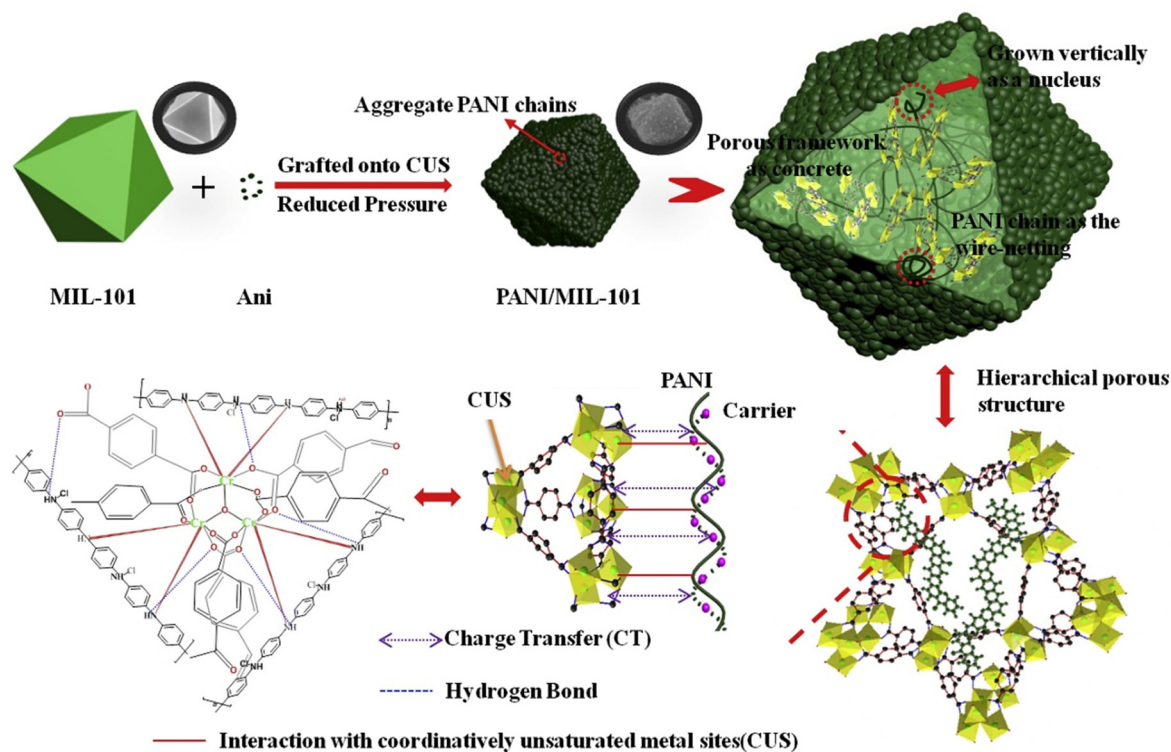 Aggregate PANI chains
Grafted onto CUS
Reduced Pressure
Grown vertically
as a nucleus
Porous framework
as concrete
PANI chain as the
wire-netting
+
MIL-101
Ani
PANI/MIL-101
Hierarchical porous
structure
CUS
PANI
Carrier
Cr
Cr
Charge Transfer (CT)
Hydrogen Bond
Interaction with coordinatively unsaturated metal sites(CUS)